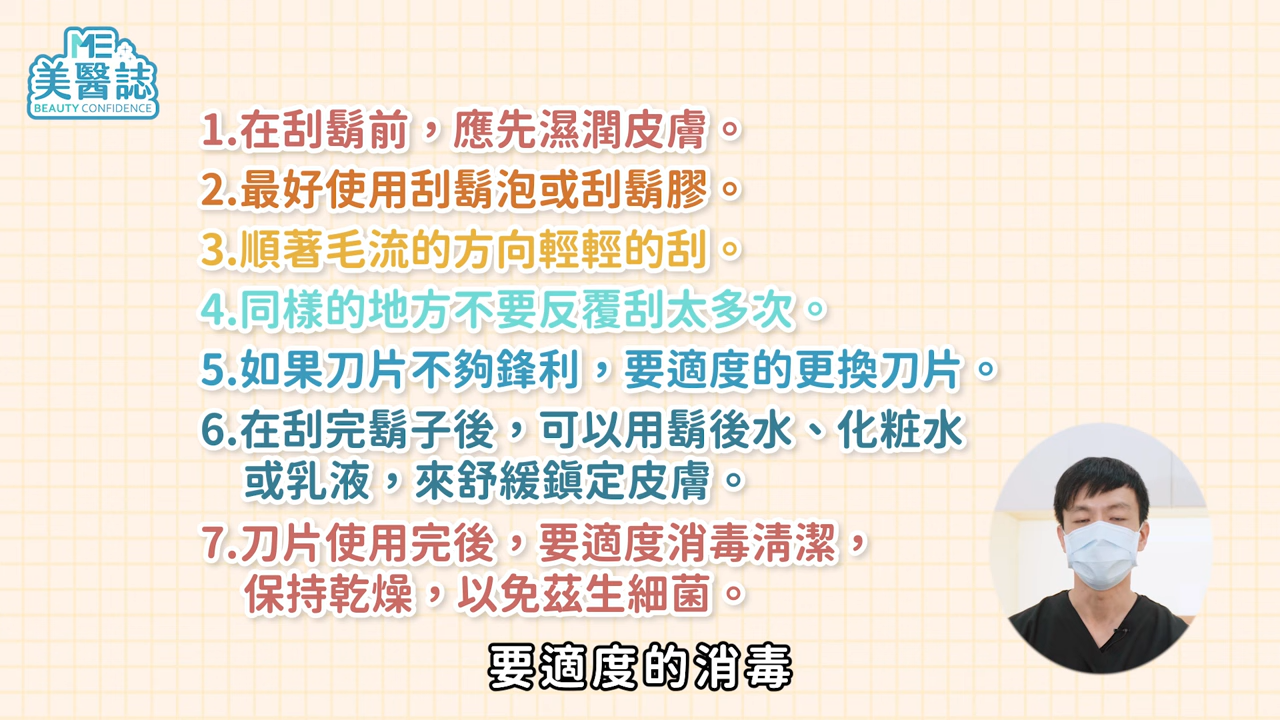 ME
美醫誌
BEAUTY CONFIDENCE
1.在刮鬍前，應先濕潤皮膚。
2.最好使用刮鬍泡或刮鬍膠。
3.順著毛流的方向輕輕的刮。
4.同樣的地方不要反覆刮太多次。
5.如果刀片不夠鋒利，要適度的更換刀片。
6.在刮完鬍子後，可以用鬍後水、化粧水
或乳液，來舒緩鎮定皮膚。
7.刀片使用完後，要適度消毒清潔，
保持乾燥，以免茲生細菌。
要適度的消毒